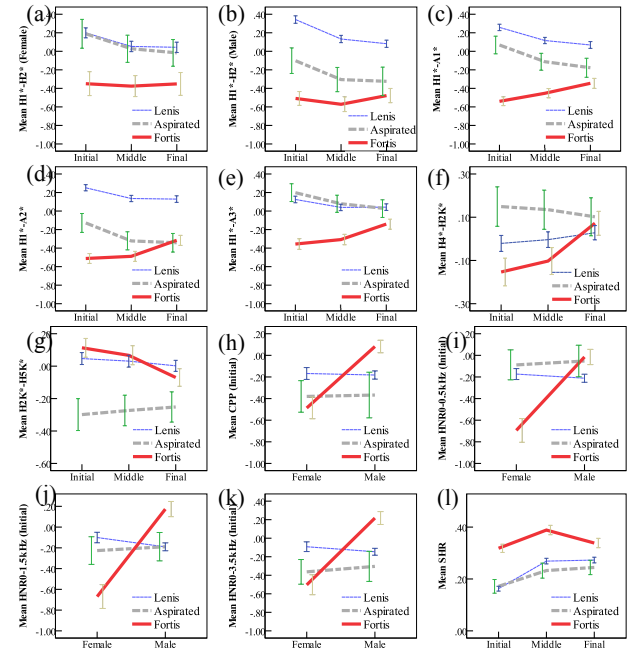 (a)
Mean H1*-H2* (Female)
.40
.20
.00
-.20
-.40
-.60
-.80
-1.00
Lenis
Aspirated
Fortis
Initial Middle Final
(b)
Mean H1*-H2* (Male)
.40
.20
.00
-.20
-.40
-.60
-.80
-1.00
Lenis
Aspirated
Fortis
Initial Middle Final
(c)
Mean H1*-A1*
.40
.20
.00
-.20
-.40
-.60
-.80
-1.00
Lenis
Aspirated
Fortis
Initial Middle Final
(d)
Mean H1*-A2*
.40
.20
.00
-.20
-.40
-.60
-.80
-1.00
Lenis
Aspirated
Fortis
Initial Middle Final
(e)
Mean H1*-A3*
.40
.20
.00
-.20
-.40
-.60
-.80
-1.00
Lenis
Aspirated
Fortis
Initial Middle Final
(f)
Mean H4*-H2K*
.30
.10
-.10
-.30
Lenis
Aspirated
Fortis
Initial Middle Final
(g)
Mean H2K*-H5K*
.20
.00
-.20
-.40
-.60
Lenis
Aspirated
Fortis
Initial Middle Final
(h)
Mean CPP (Initial)
.20
.00
-.20
-.40
-.60
-.80
-1.00
Lenis
Aspirated
Fortis
Female Male
(i)
Mean HNR0-0.5kHz (Initial)
.20
.00
-.20
-.40
-.60
-.80
-1.00
Lenis
Aspirated
Fortis
Female Male
(j)
Mean HNR0-1.5kHz (Initial)
.20
.00
-.20
-.40
-.60
-.80
-1.00
Lenis
Aspirated
Fortis
Female Male
(k)
Mean HNR0-3.5kHz (Initial)
.40
.20
.00
-.20
-.40
-.60
-.80
-1.00
Lenis
Aspirated
Fortis
Female Male
(l)
Mean SHR
.40
.20
.00
Lenis
Aspirated
Fortis
Initial Middle Final